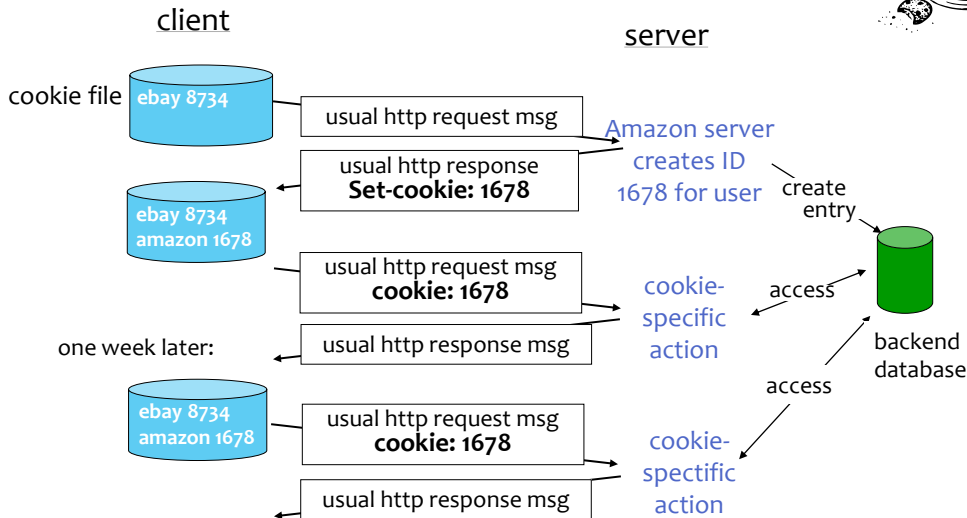 client
server
cookie file
ebay 8734
usual http request msg
Amazon server
creates ID
1678 for user
usual http response
Set-cookie: 1678
create
entry
ebay 8734
amazon 1678
usual http request msg
cookie: 1678
cookie-
specific
action
access
usual http response msg
one week later:
backend
database
access
ebay 8734
amazon 1678
usual http request msg
cookie: 1678
cookie-
spectific
action
usual http response msg